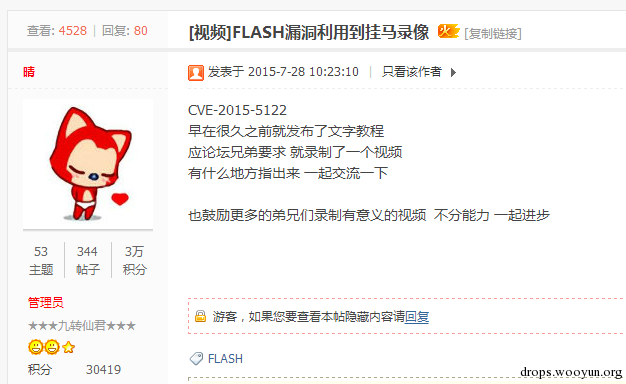 查看: 4528 | 回复: 80
[视频]FLASH漏洞利用到挂马录像 [复制链接]
晴
发表于 2015-7-28 10:23:10 | 只看该作者
CVE-2015-5122
早在很久之前就发布了文字教程
应论坛兄弟要求 就录制了一个视频
有什么地方指出来 一起交流一下
也鼓励更多的弟兄们录制有意义的视频 不分能力 一起进步
53 344 3万
主题 帖子 积分
管理员
★★★九转仙君★★★
积分 30419
游客，如果您要查看本帖隐藏内容请回复
FLASH
drops.wooyun.org